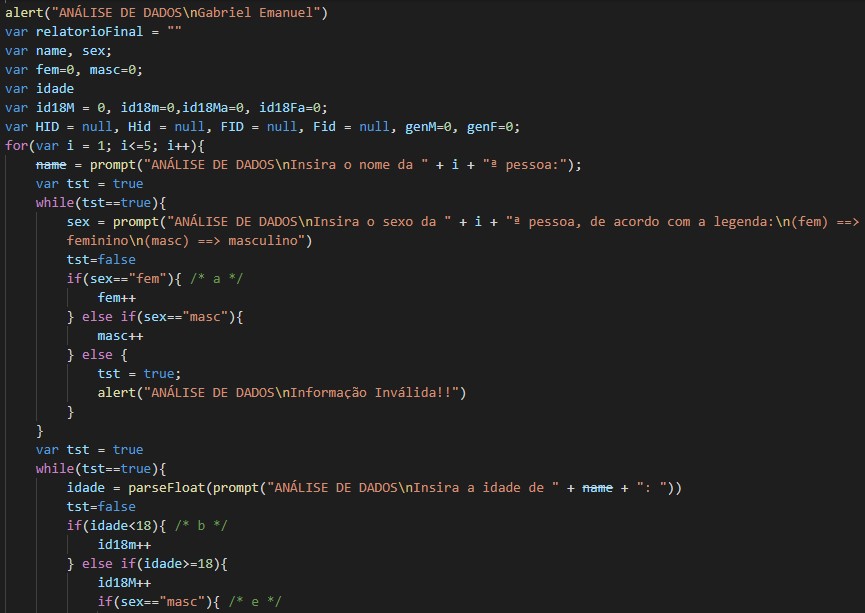 alert("ANÁLISE DE DADOS\nGabriel Emanuel")
var relatorioFinal = ""
var name, sex;
var fem=0, masc=0;
var idade
var id18M = 0, id18m=0,id18Ma=0, id18Fa=0;
var HID = null, Hid = null, FID = null, Fid = null, genM=0, genF=0;
for(var i = 1; i<=5; i++){
    name = prompt("ANÁLISE DE DADOS\nInsira o nome da " + i + "ª pessoa:");
    var tst = true
    while(tst==true){
        sex = prompt("ANÁLISE DE DADOS\nInsira o sexo da " + i + "ª pessoa, de acordo com a legenda:\n(fem) ==>
        feminino\n(masc) ==> masculino")
        tst=false
        if(sex=="fem"){ /* a */
            fem++
        } else if(sex=="masc"){
            masc++
        } else {
            tst = true;
            alert("ANÁLISE DE DADOS\nInformação Inválida!!")
        }
    }
    var tst = true
    while(tst==true){
        idade = parseFloat(prompt("ANÁLISE DE DADOS\nInsira a idade de " + name + ": "))
        tst=false
        if(idade<18){ /* b */
            id18m++
        } else if(idade>=18){
            id18M++
            if(sex=="masc"){ /* e */